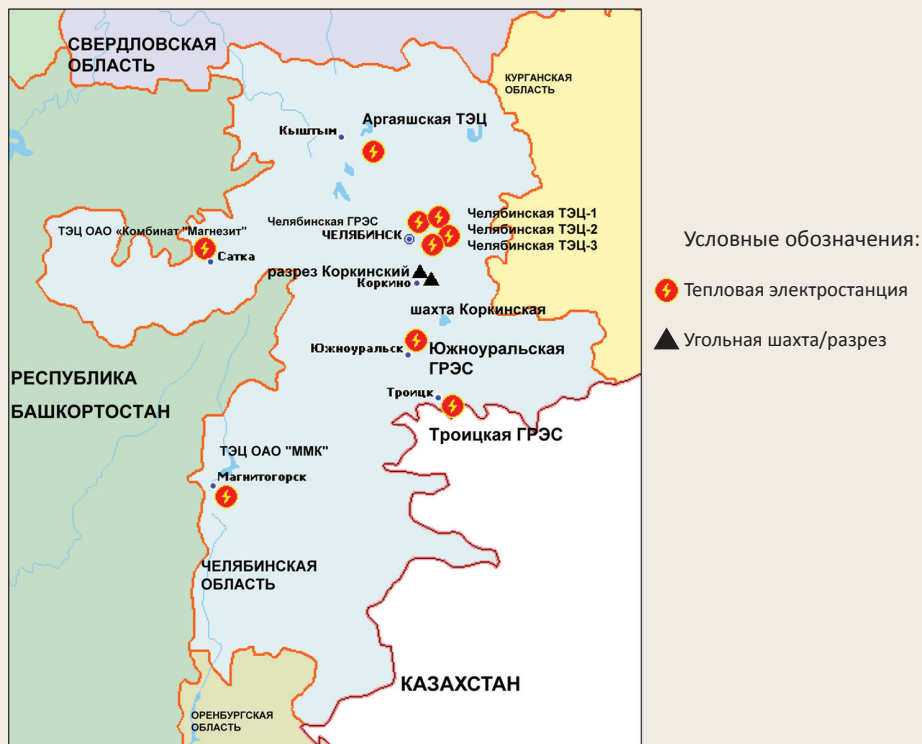 СВЕРДЛОВСКАЯ
ОБЛАСТЬ
КУРГАНСКАЯ
ОБЛАСТЬ
Кыштым
Аргаяшская ТЭЦ
Челябинская ГРЭС
ЧЕЛЯБИНСК
Челябинская ТЭЦ-1
Челябинская ТЭЦ-2
Челябинская ТЭЦ-3
ТЭЦ ОАО «Комбинат "Магнезит"
Сатка
разрез Коркинский
Коркино
шахта Коркинская
Южноуральск
Южноуральская
ГРЭС
РЕСПУБЛИКА
БАШКОРТОСТАН
Троицк
Троицкая ГРЭС
ТЭЦ ОАО "ММК"
Магнитогорск
ЧЕЛЯБИНСКАЯ
ОБЛАСТЬ
КАЗАХСТАН
ОРЕНБУРГСКАЯ
ОБЛАСТЬ
Условные обозначения:
Тепловая электростанция
Угольная шахта/разрез